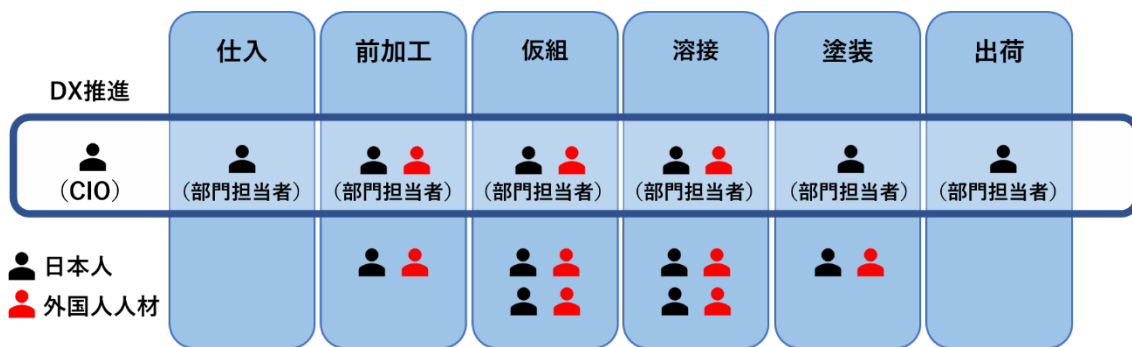 仕入 前加工 仮組 溶接 塗装 出荷
DX推進
(CIO) (部門担当者) (部門担当者) (部門担当者) (部門担当者) (部門担当者) (部門担当者)
日本人
外国人人材